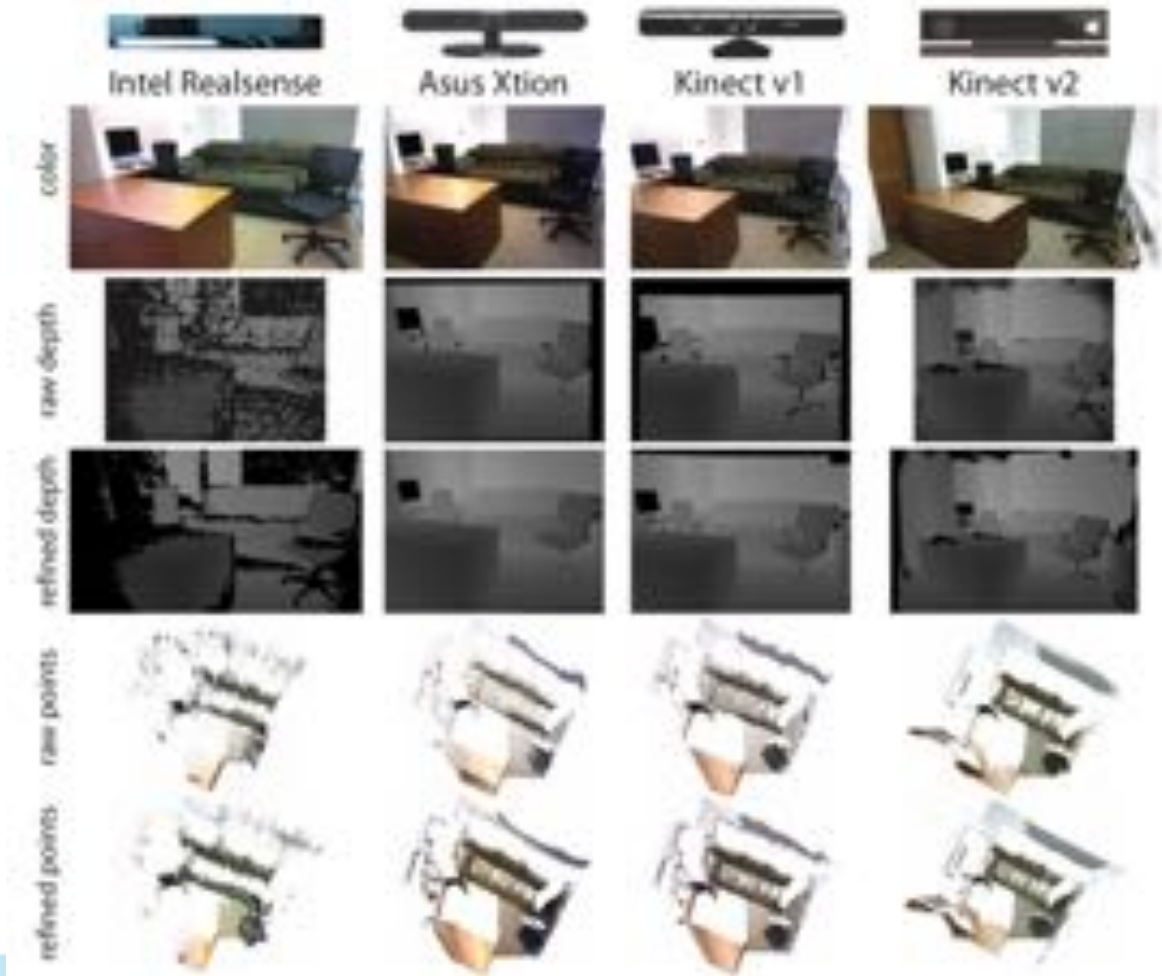 Intel Realsense
Asus Xtion
Kinect v1
Kinect v2
color
raw depth
refined depth
raw points
refined points